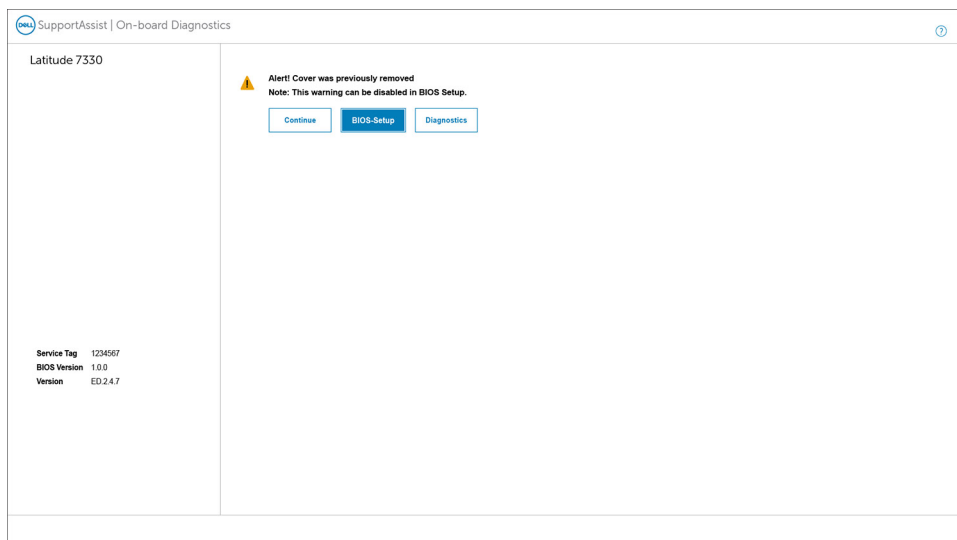 DELL SupportAssist | On-board Diagnostics
?
Latitude 7330
Alert! Cover was previously removed
Note: This warning can be disabled in BIOS Setup.
Continue BIOS-Setup Diagnostics
Service Tag 1234567
BIOS Version 1.0.0
Version ED.2.4.7